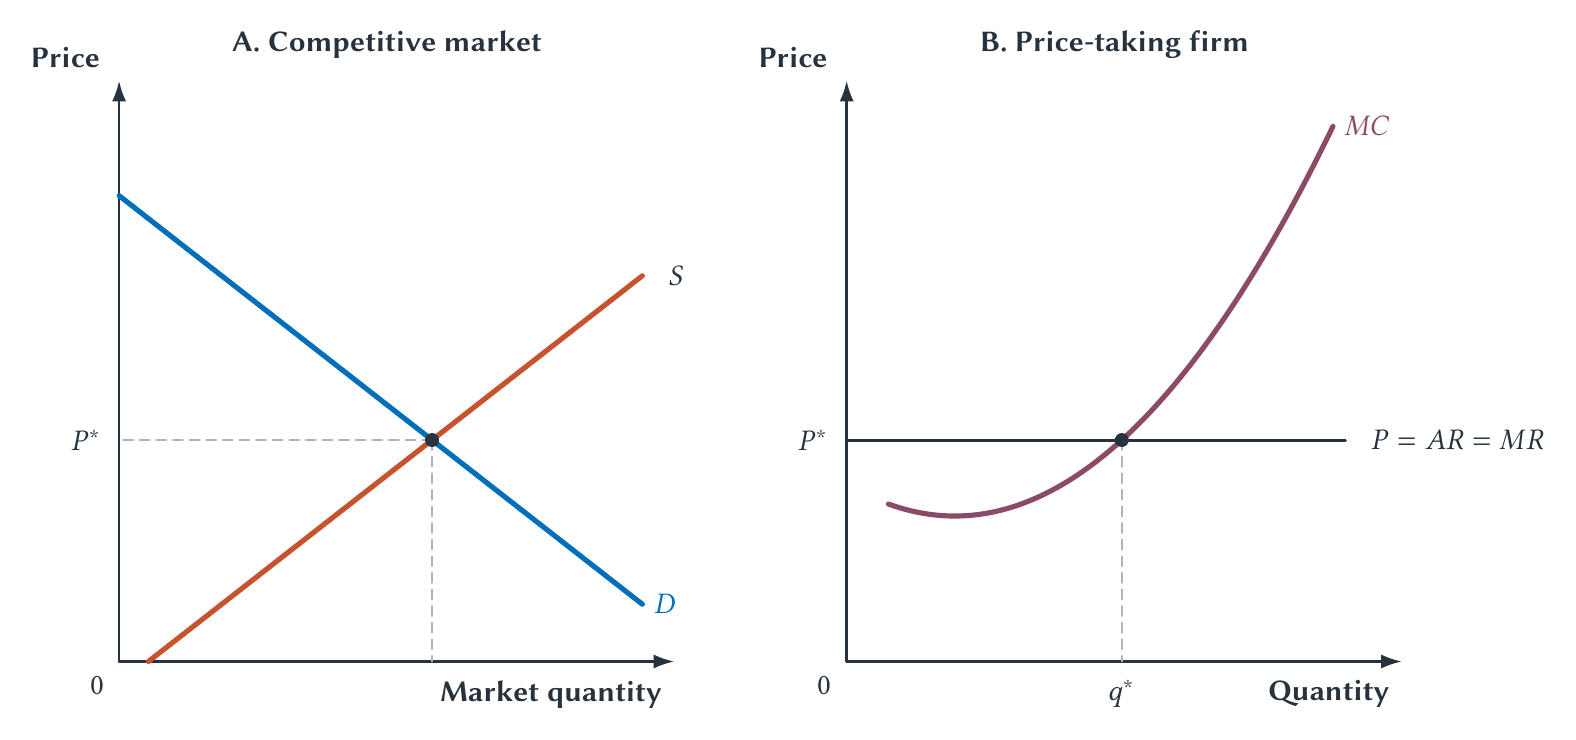 A. Competitive market
Price
S
P*
D
0
Market quantity
B. Price-taking firm
Price
MC
P*
P = AR = MR
0
q*
Quantity